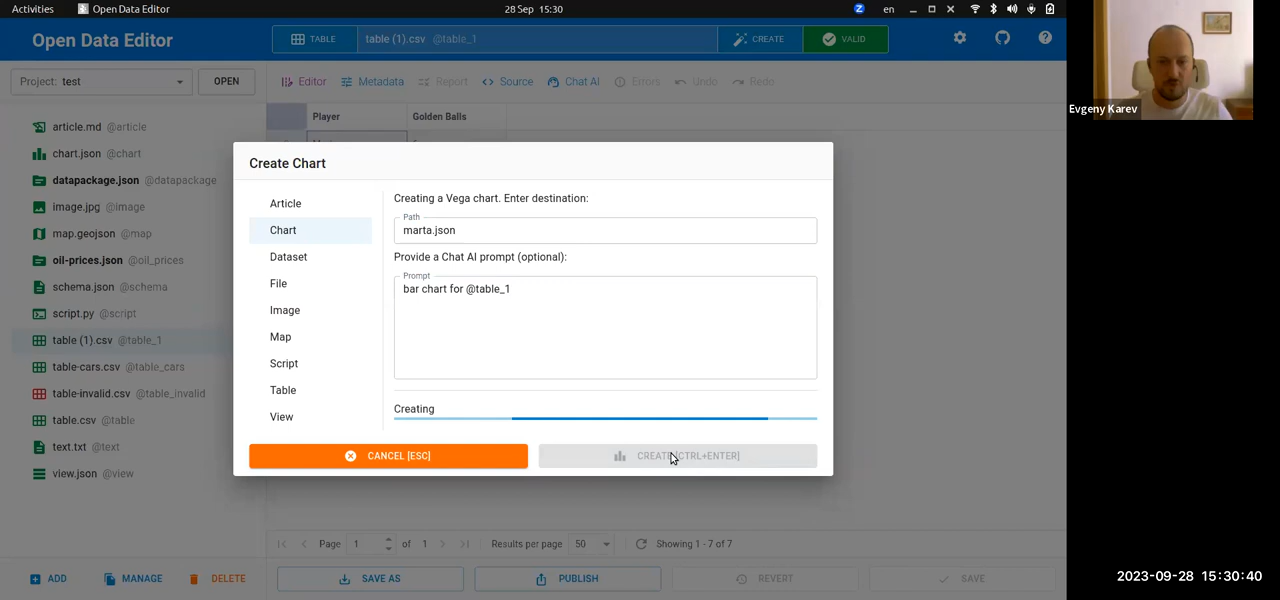 Activities Open Data Editor 28 Sep 15:30 en
Open Data Editor TABLE table (1).csv @table_1 CREATE VALID
Project: test OPEN Editor Metadata Report Source Chat AI Errors Undo Redo
Evgeny Karev
Player Golden Balls
article.md @article
chart.json @chart
datapackage.json @datapackage
image.jpg @image
map.geojson @map
oil-prices.json @oil_prices
schema.json @schema
script.py @script
table (1).csv @table_1
table-cars.csv @table_cars
table-invalid.csv @table_invalid
table.csv @table
text.txt @text
view.json @view
Create Chart
Article
Chart
Dataset
File
Image
Map
Script
Table
View
Creating a Vega chart. Enter destination:
Path
marta.json
Provide a Chat AI prompt (optional):
Prompt
bar chart for @table_1
Creating
CANCEL [ESC] CREATE [CTRL+ENTER]
Page 1 of 1 Results per page 50 Showing 1 - 7 of 7
ADD MANAGE DELETE SAVE AS PUBLISH REVERT SAVE
2023-09-28 15:30:40